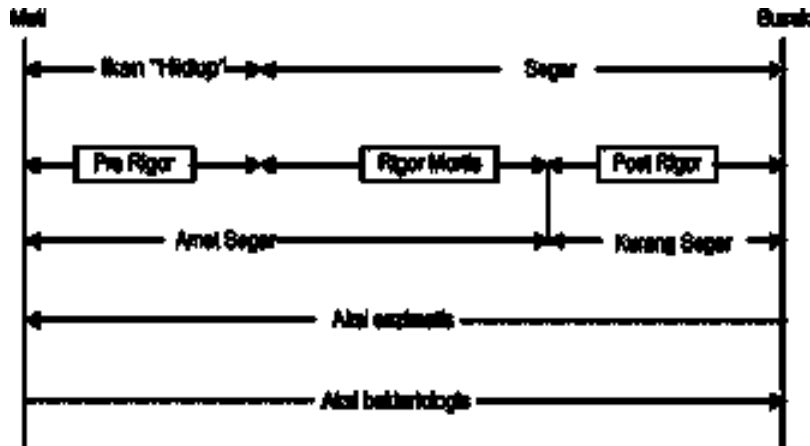 Mati Busuk
Ikan "Hidup" Segar
Pre Rigor Rigor Mortis Post Rigor
Amat Segar Kurang Segar
Aksi enzimatis
Aksi bakteriologis